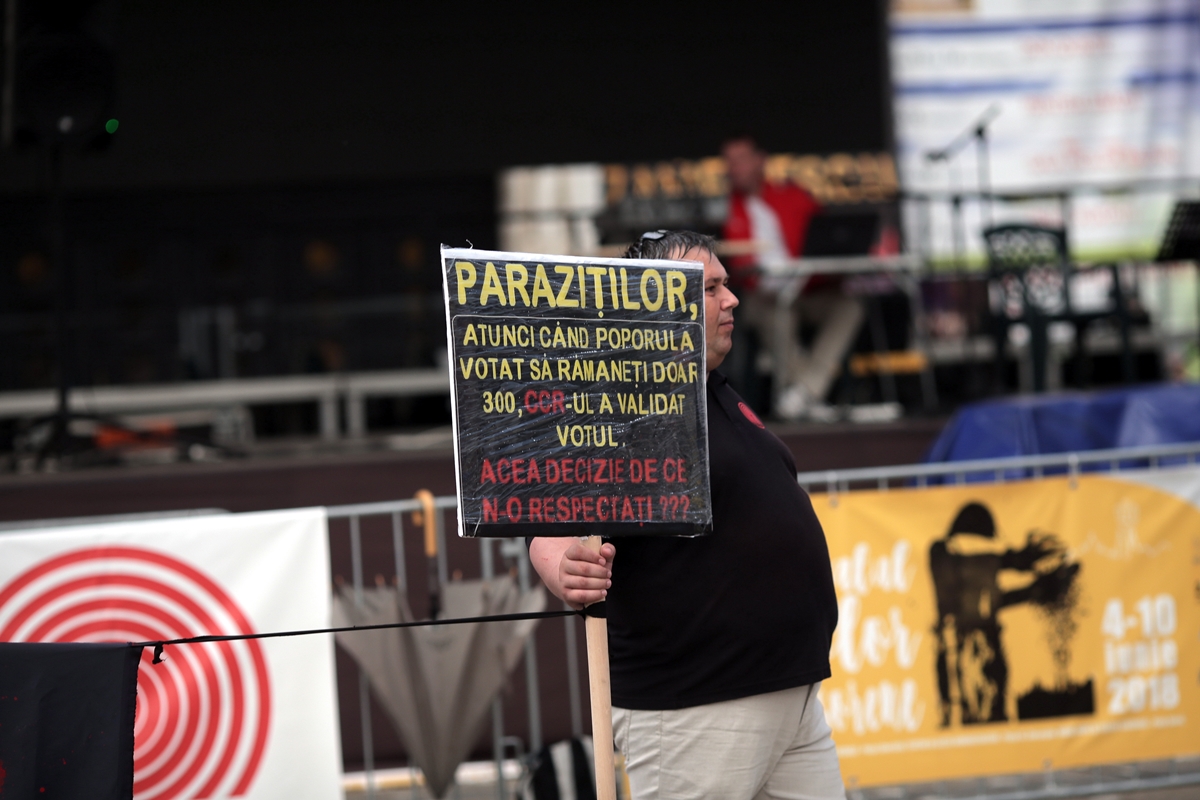 PARAZIȚILOR,
ATUNCI CÂND POPORUL A
VOTAT SĂ RAMANEȚI DOAR
300, CCR-UL A VALIDAT
VOTUL.
ACEA DECIZIE DE CE
N-O RESPECTAȚI ???
4-10
iunie
2018